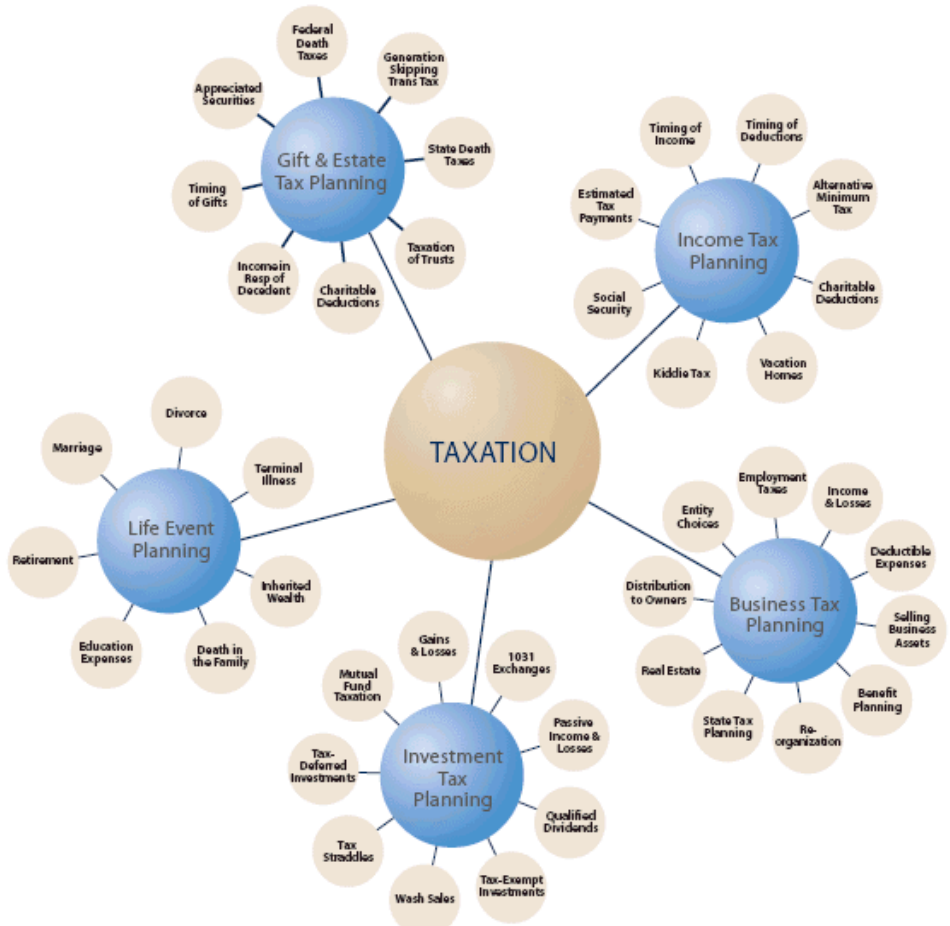 Federal
Death
Taxes
Generation
Skipping
Trans Tax
Appreciated
Securities
State Death
Taxes
Gift & Estate
Tax Planning
Timing
of Gifts
Taxation
of Trusts
Income in
Resp of
Decedent
Charitable
Deductions
Timing of
Income
Timing of
Deductions
Estimated
Tax
Payments
Alternative
Minimum
Tax
Income Tax
Planning
Social
Security
Charitable
Deductions
Kiddie Tax
Vacation
Homes
TAXATION
Divorce
Marriage
Terminal
Illness
Life Event
Planning
Retirement
Inherited
Wealth
Education
Expenses
Death in
the Family
Employment
Taxes
Income
& Losses
Entity
Choices
Deductible
Expenses
Distribution
to Owners
Business Tax
Planning
Selling
Business
Assets
Real Estate
Benefit
Planning
State Tax
Planning
Re-
organization
Gains
& Losses
1031
Exchanges
Mutual
Fund
Taxation
Passive
Income &
Losses
Tax-
Deferred
Investments
Investment
Tax
Planning
Qualified
Dividends
Tax
Straddles
Tax-Exempt
Investments
Wash Sales